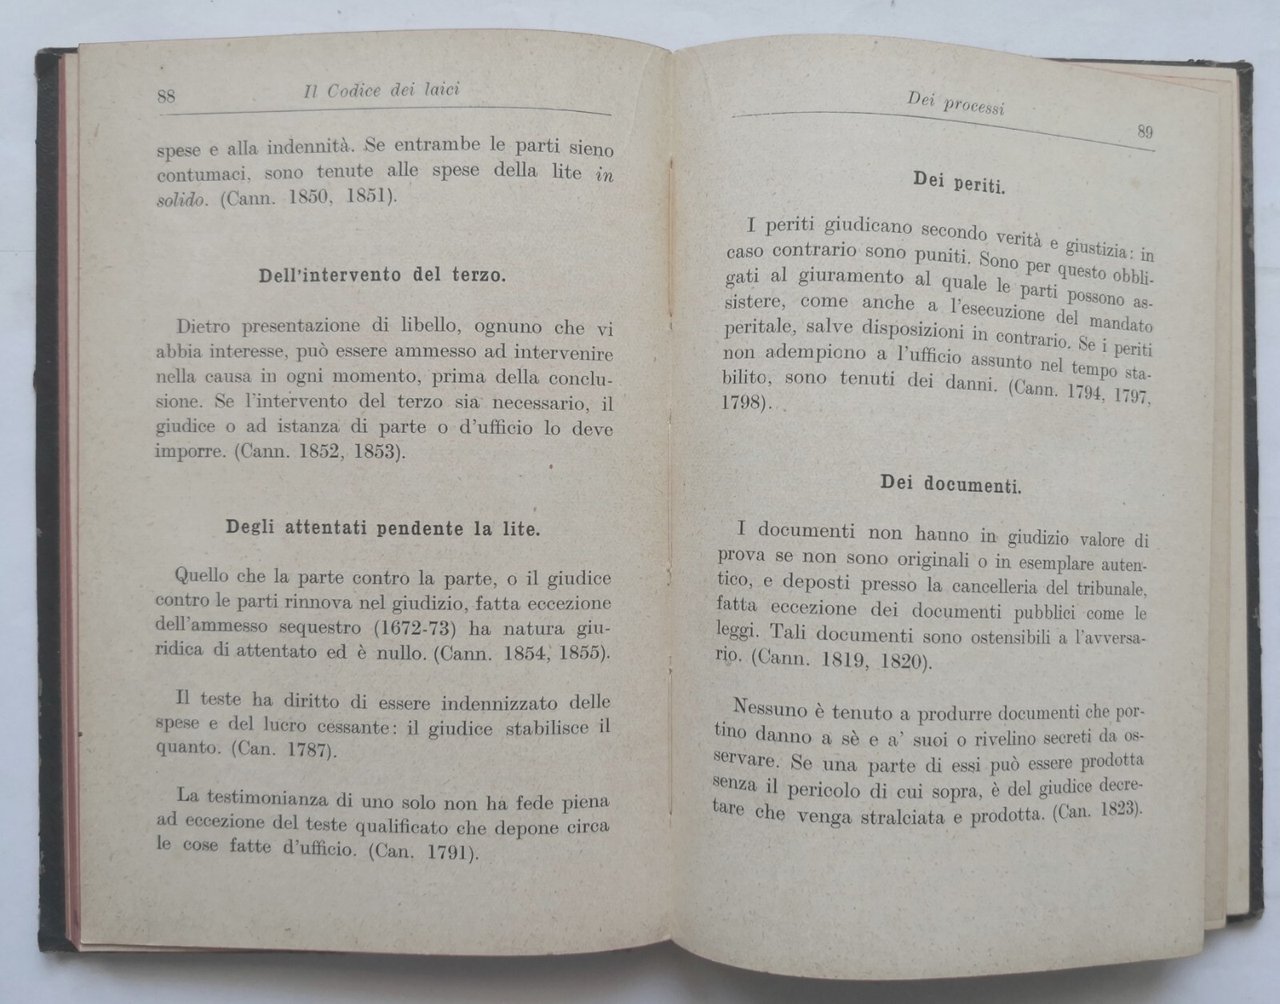 88
Il Codice dei laici
spese e alla indennità. Se entrambe le parti sieno
contumaci, sono tenute alle spese della lite in
solido. (Cann. 1850, 1851).
Dell'intervento del terzo.
Dietro presentazione di libello, ognuno che vi
abbia interesse, può essere ammesso ad intervenire
nella causa in ogni momento, prima della conclu-
sione. Se l'intervento del terzo sia necessario, il
giudice o ad istanza di parte o d'ufficio lo deve
imporre. (Cann. 1852, 1853).
Degli attentati pendente la lite.
Quello che la parte contro la parte, o il giudice
contro le parti rinnova nel giudizio, fatta eccezione
dell'ammesso sequestro (1672-73) ha natura giu-
ridica di attentato ed è nullo. (Cann. 1854, 1855).
Il teste ha diritto di essere indennizzato delle
spese e del lucro cessante: il giudice stabilisce il
quanto. (Can. 1787).
La testimonianza di uno solo non ha fede piena
ad eccezione del teste qualificato che depone circa
le cose fatte d'ufficio. (Can. 1791).
Dei processi
89
Dei periti.
I periti giudicano secondo verità e giustizia: in
caso contrario sono puniti. Sono per questo obbli-
gati al giuramento al quale le parti possono as-
sistere, come anche a l'esecuzione del mandato
peritale, salve disposizioni in contrario. Se i periti
non adempiono a l'ufficio assunto nel tempo sta-
bilito, sono tenuti dei danni. (Cann. 1794, 1797,
1798).
Dei documenti.
I documenti non hanno in giudizio valore di
prova se non sono originali o in esemplare auten-
tico, e deposti presso la cancelleria del tribunale,
fatta eccezione dei documenti pubblici come le
leggi. Tali documenti sono ostensibili a l'avversa-
rio. (Cann. 1819, 1820).
Nessuno è tenuto a produrre documenti che por-
tino danno a sè e a' suoi o rivelino secreti da os-
servare. Se una parte di essi può essere prodotta
senza il pericolo di cui sopra, è del giudice decre-
tare che venga stralciata e prodotta. (Can. 1823).